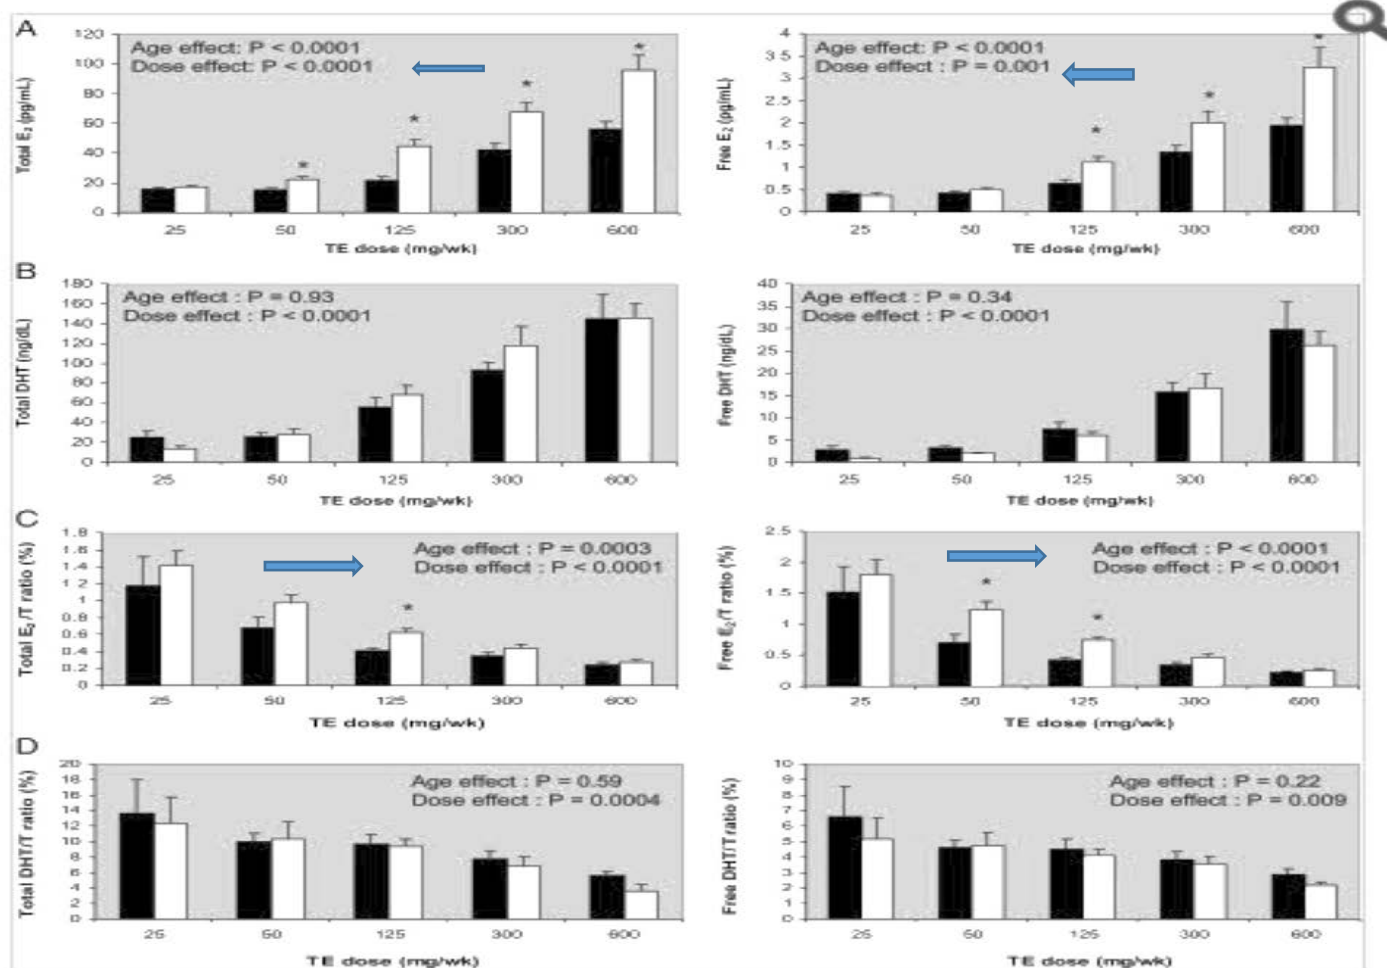 A
Total E2 (pg/mL)
120
100
80
60
40
20
0
Age effect: P < 0.0001
Dose effect: P < 0.0001
*
*
*
*
25 50 125 300 600
TE dose (mg/wk)
Free E2 (pg/mL)
4
3.5
3
2.5
2
1.5
1
0.5
0
Age effect: P < 0.0001
Dose effect : P = 0.001
*
*
*
25 50 125 300 600
TE dose (mg/wk)
B
Total DHT (ng/dL)
180
160
140
120
100
80
60
40
20
0
Age effect : P = 0.93
Dose effect : P < 0.0001
25 50 125 300 600
TE dose (mg/wk)
Free DHT (ng/dL)
40
35
30
25
20
15
10
5
0
Age effect : P = 0.34
Dose effect : P < 0.0001
25 50 125 300 600
TE dose (mg/wk)
C
Total E2/T ratio (%)
1.8
1.6
1.4
1.2
1
0.8
0.6
0.4
0.2
0
Age effect : P = 0.0003
Dose effect : P < 0.0001
*
25 50 125 300 600
TE dose (mg/wk)
Free E2/T ratio (%)
2.5
2
1.5
1
0.5
0
Age effect : P < 0.0001
Dose effect : P < 0.0001
*
*
25 50 125 300 600
TE dose (mg/wk)
D
Total DHT/T ratio (%)
20
18
16
14
12
10
8
6
4
2
0
Age effect : P = 0.59
Dose effect : P = 0.0004
25 50 125 300 600
TE dose (mg/wk)
Free DHT/T ratio (%)
10
9
8
7
6
5
4
3
2
1
0
Age effect : P = 0.22
Dose effect : P = 0.009
25 50 125 300 600
TE dose (mg/wk)